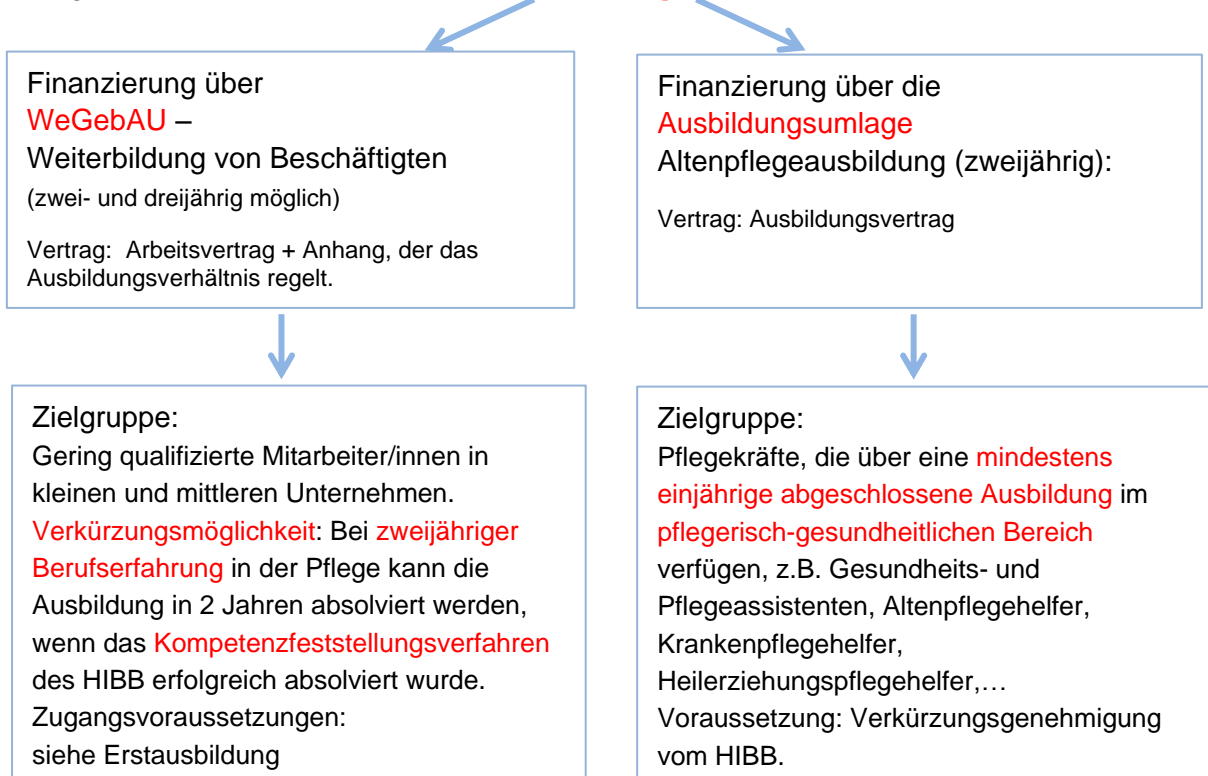 Finanzierung über
WeGebAU –
Weiterbildung von Beschäftigten
(zwei- und dreijährig möglich)
Vertrag: Arbeitsvertrag + Anhang, der das
Ausbildungsverhältnis regelt.
Finanzierung über die
Ausbildungsumlage
Altenpflegeausbildung (zweijährig):
Vertrag: Ausbildungsvertrag
Zielgruppe:
Gering qualifizierte Mitarbeiter/innen in
kleinen und mittleren Unternehmen.
Verkürzungsmöglichkeit: Bei zweijähriger
Berufserfahrung in der Pflege kann die
Ausbildung in 2 Jahren absolviert werden,
wenn das Kompetenzfeststellungsverfahren
des HIBB erfolgreich absolviert wurde.
Zugangsvoraussetzungen:
siehe Erstausbildung
Zielgruppe:
Pflegekräfte, die über eine mindestens
einjährige abgeschlossene Ausbildung im
pflegerisch-gesundheitlichen Bereich
verfügen, z.B. Gesundheits- und
Pflegeassistenten, Altenpflegehelfer,
Krankenpflegehelfer,
Heilerziehungspflegehelfer,…
Voraussetzung: Verkürzungsgenehmigung
vom HIBB.